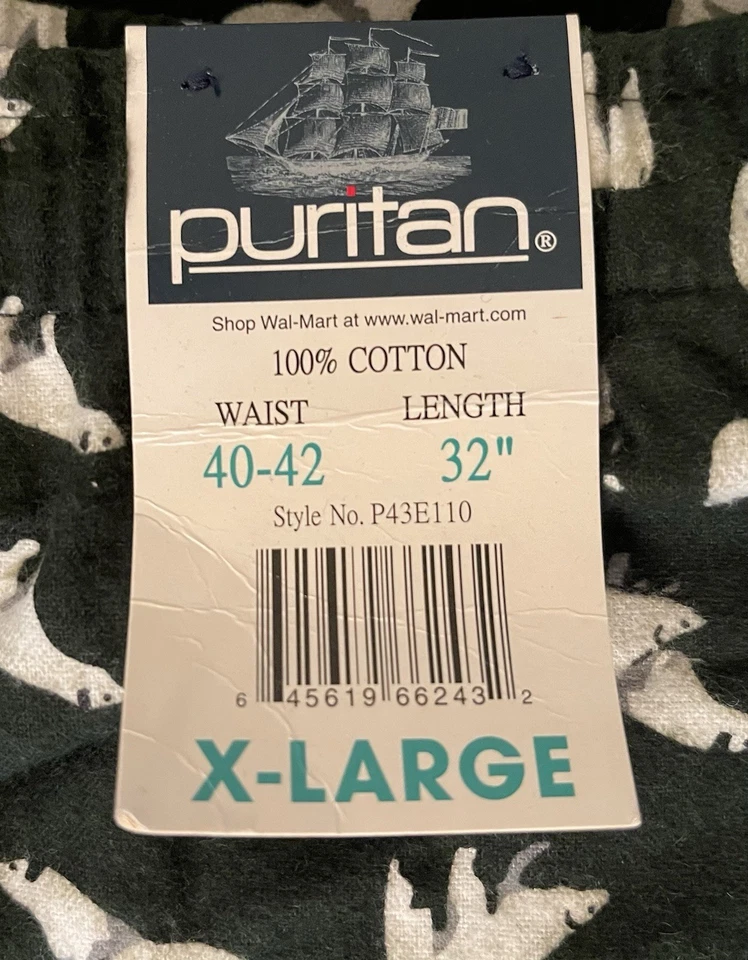 puritan®
Shop Wal-Mart at www.wal-mart.com
100% COTTON
WAIST LENGTH
40-42 32"
Style No. P43E110
6 45619 66243 2
X-LARGE